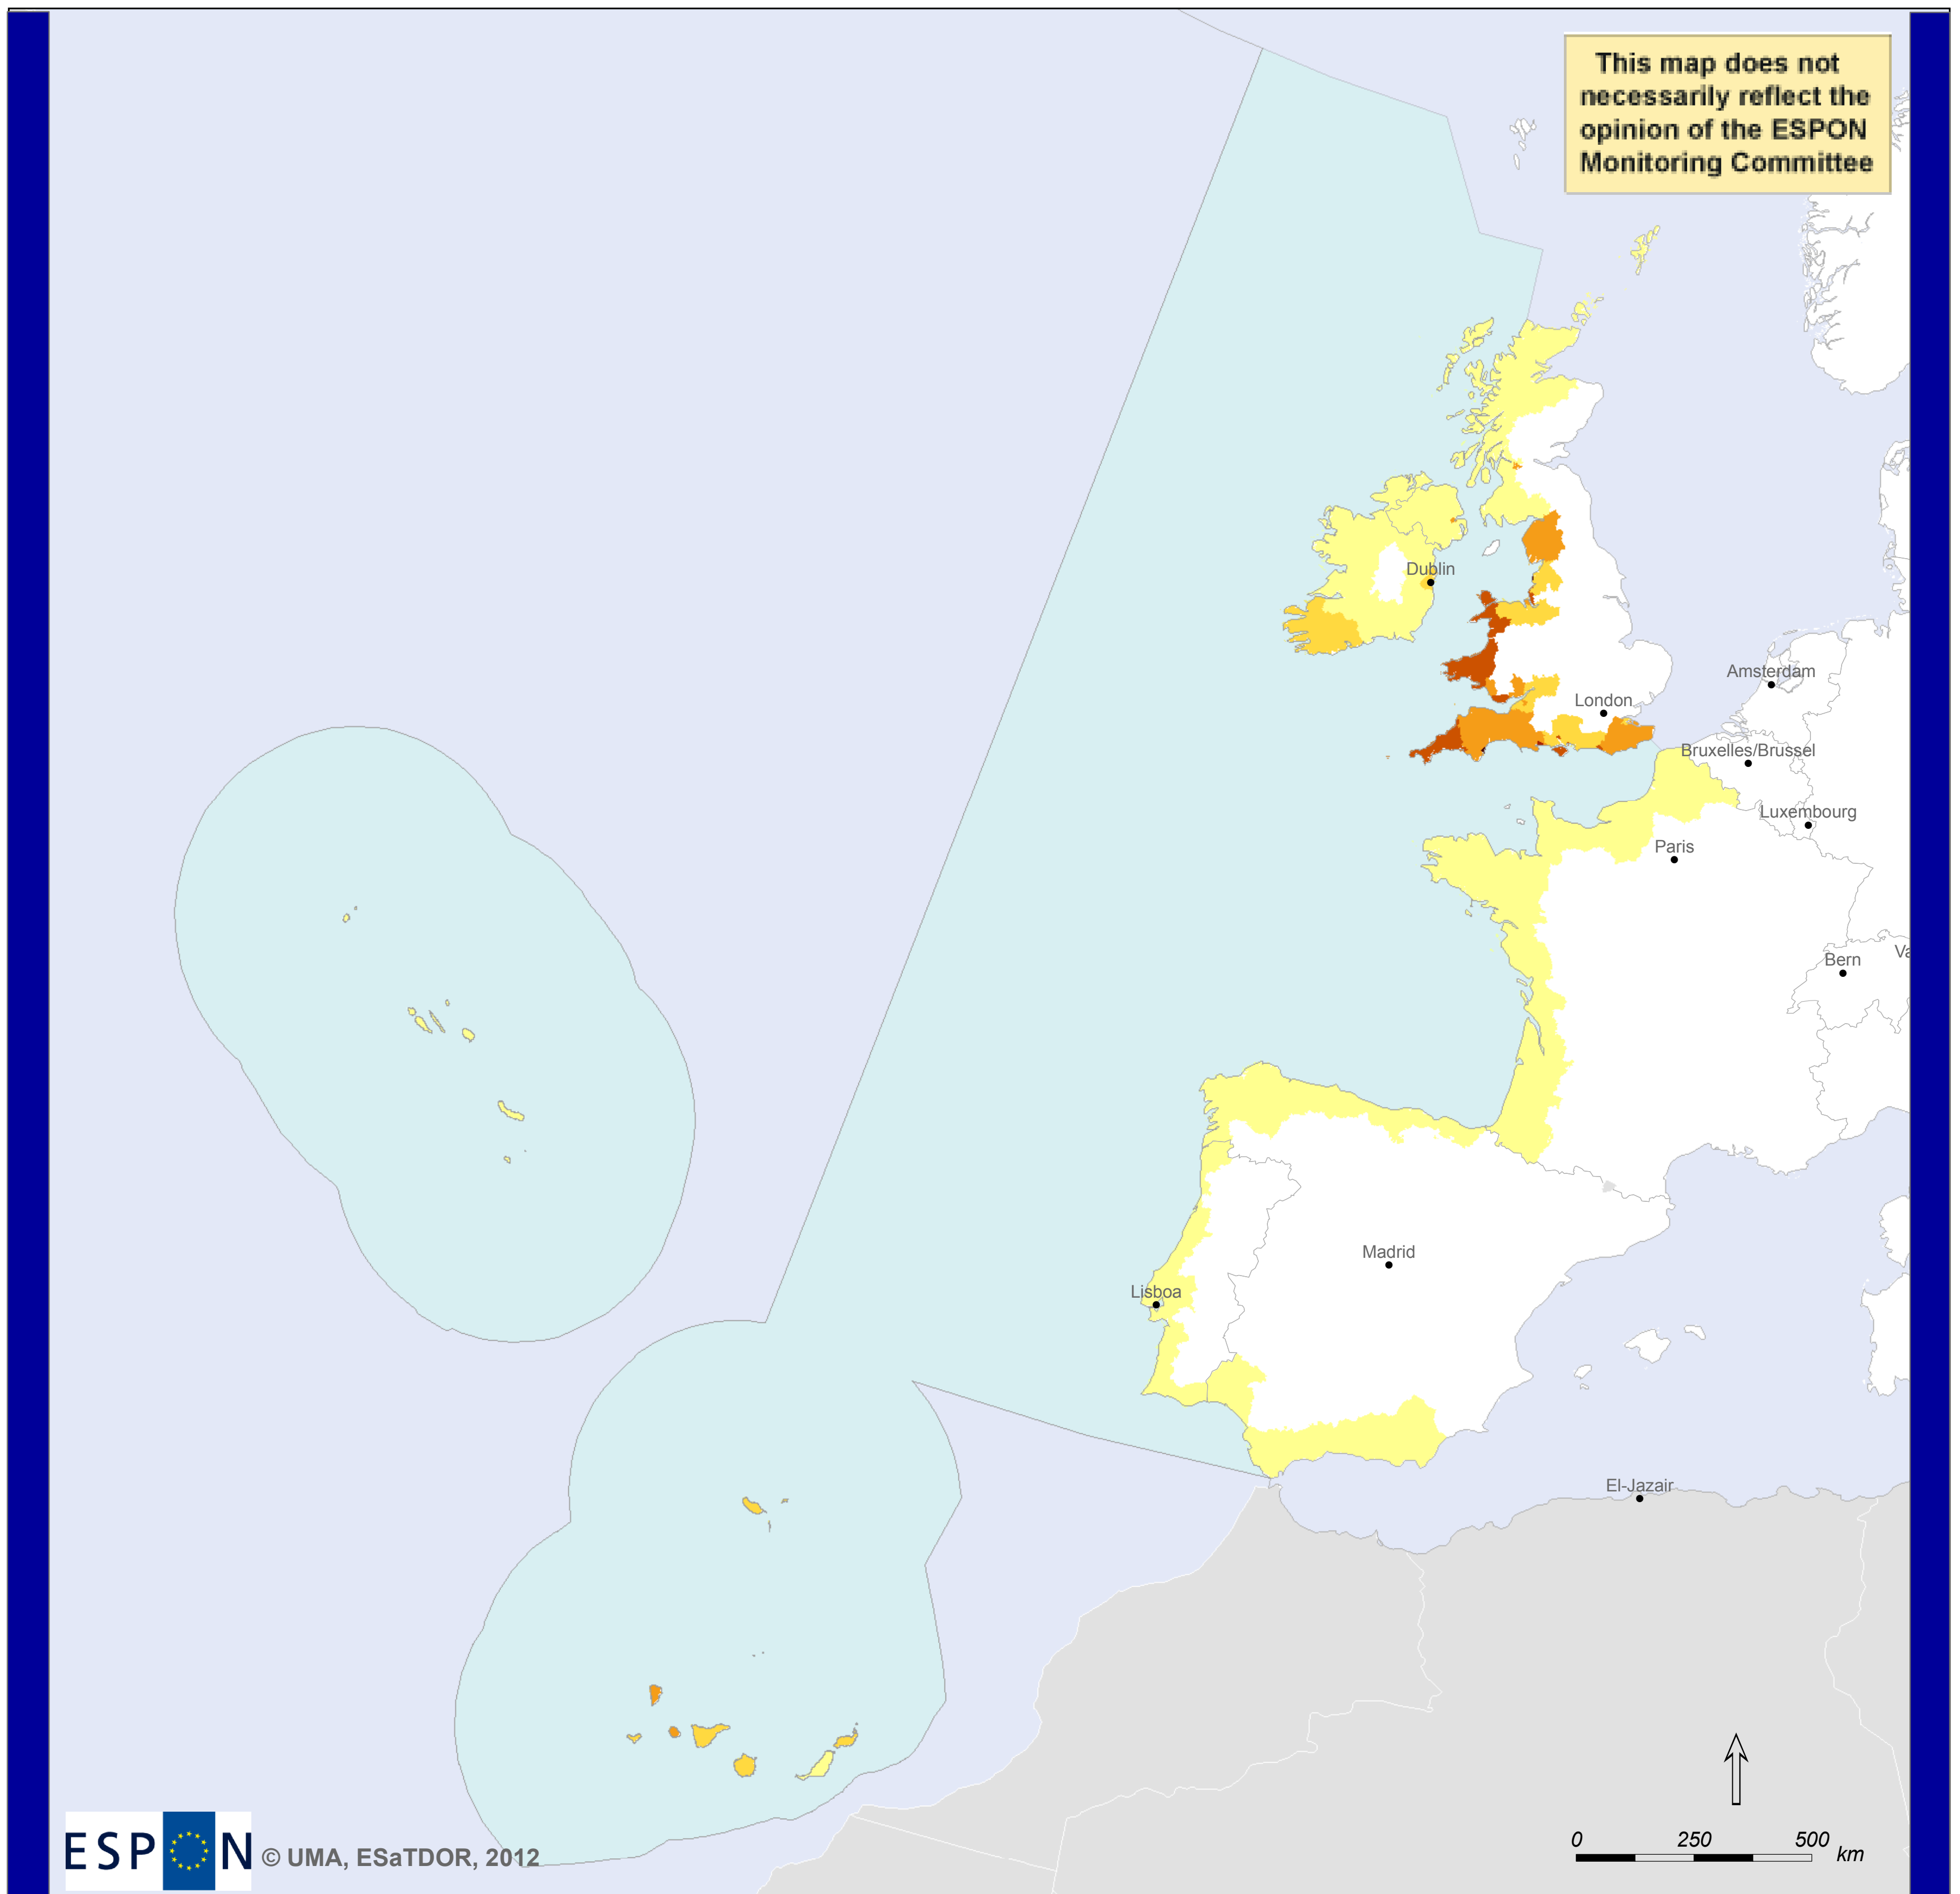 This map does not
necessarily reflect the
opinion of the ESPON
Monitoring Committee
Dublin
Amsterdam
London
Bruxelles/Brussel
Luxembourg
Paris
Bern
Va
Madrid
Lisboa
El-Jazair
0 250 500
km
ESPON © UMA, ESaTDOR, 2012